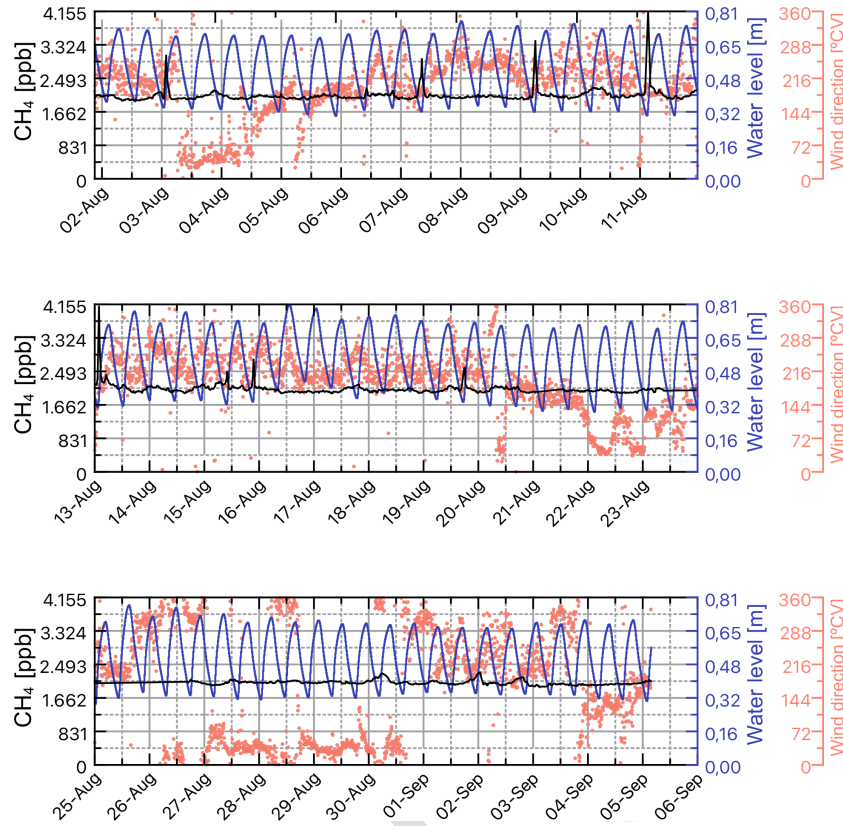 4.155
3.324
2.493
1.662
831
0
CH₄ [ppb]
0,81
0,65
0,48
0,32
0,16
0,00
Water level [m]
360
288
216
144
72
0
Wind direction [ºCV]
02-Aug
03-Aug
04-Aug
05-Aug
06-Aug
07-Aug
08-Aug
09-Aug
10-Aug
11-Aug
4.155
3.324
2.493
1.662
831
0
CH₄ [ppb]
0,81
0,65
0,48
0,32
0,16
0,00
Water level [m]
360
288
216
144
72
0
Wind direction [ºCV]
13-Aug
14-Aug
15-Aug
16-Aug
17-Aug
18-Aug
19-Aug
20-Aug
21-Aug
22-Aug
23-Aug
4.155
3.324
2.493
1.662
831
0
CH₄ [ppb]
0,81
0,65
0,48
0,32
0,16
0,00
Water level [m]
360
288
216
144
72
0
Wind direction [ºCV]
25-Aug
26-Aug
27-Aug
28-Aug
29-Aug
30-Aug
01-Sep
02-Sep
03-Sep
04-Sep
05-Sep
06-Sep